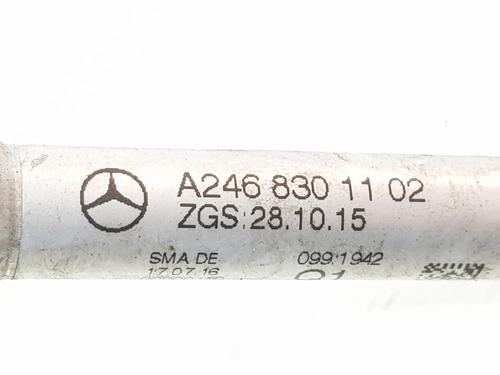 A246 830 11 02
ZGS: 28.10.15
SMA DE 099 1942
17.07.16